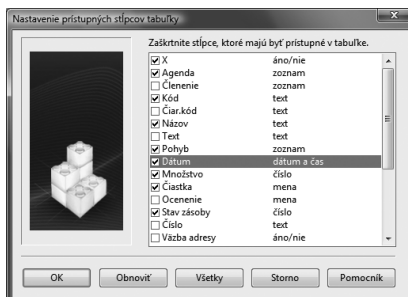 Nastavenie prístupných stĺpcov tabuľky
Zaškrtnite stĺpce, ktoré majú byť prístupné v tabuľke.
X áno/nie
Agenda zoznam
Členenie zoznam
Kód text
Čiar.kód text
Názov text
Text text
Pohyb zoznam
Dátum dátum a čas
Množstvo číslo
Čiastka mena
Ocenenie mena
Stav zásoby číslo
Číslo text
Väzba adresy áno/nie
OK Obnoviť Všetky Storno Pomocník